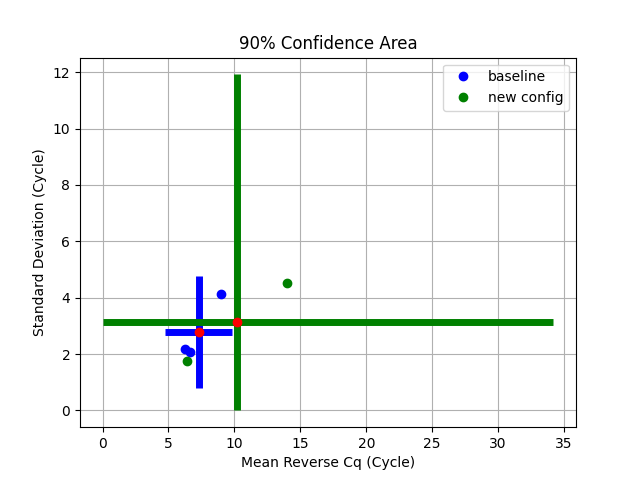 90% Confidence Area
baseline
new config
Standard Deviation (Cycle)
12
10
8
6
4
2
0
0 5 10 15 20 25 30 35
Mean Reverse Cq (Cycle)